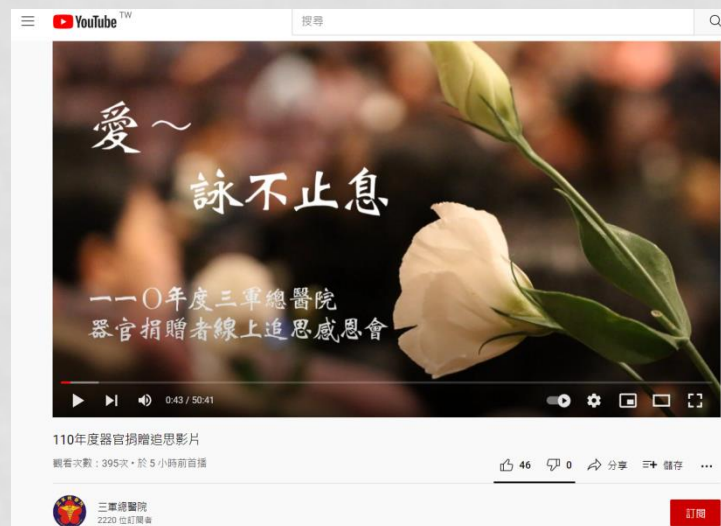 YouTube TW
搜尋
愛～
詠不止息
一一〇年度三軍總醫院
器官捐贈者線上追思感恩會
0:43 / 50:41
110年度器官捐贈追思影片
觀看次數：395次・於 5 小時前首播
46
0
分享
儲存
三軍總醫院
2220 位訂閱者
訂閱